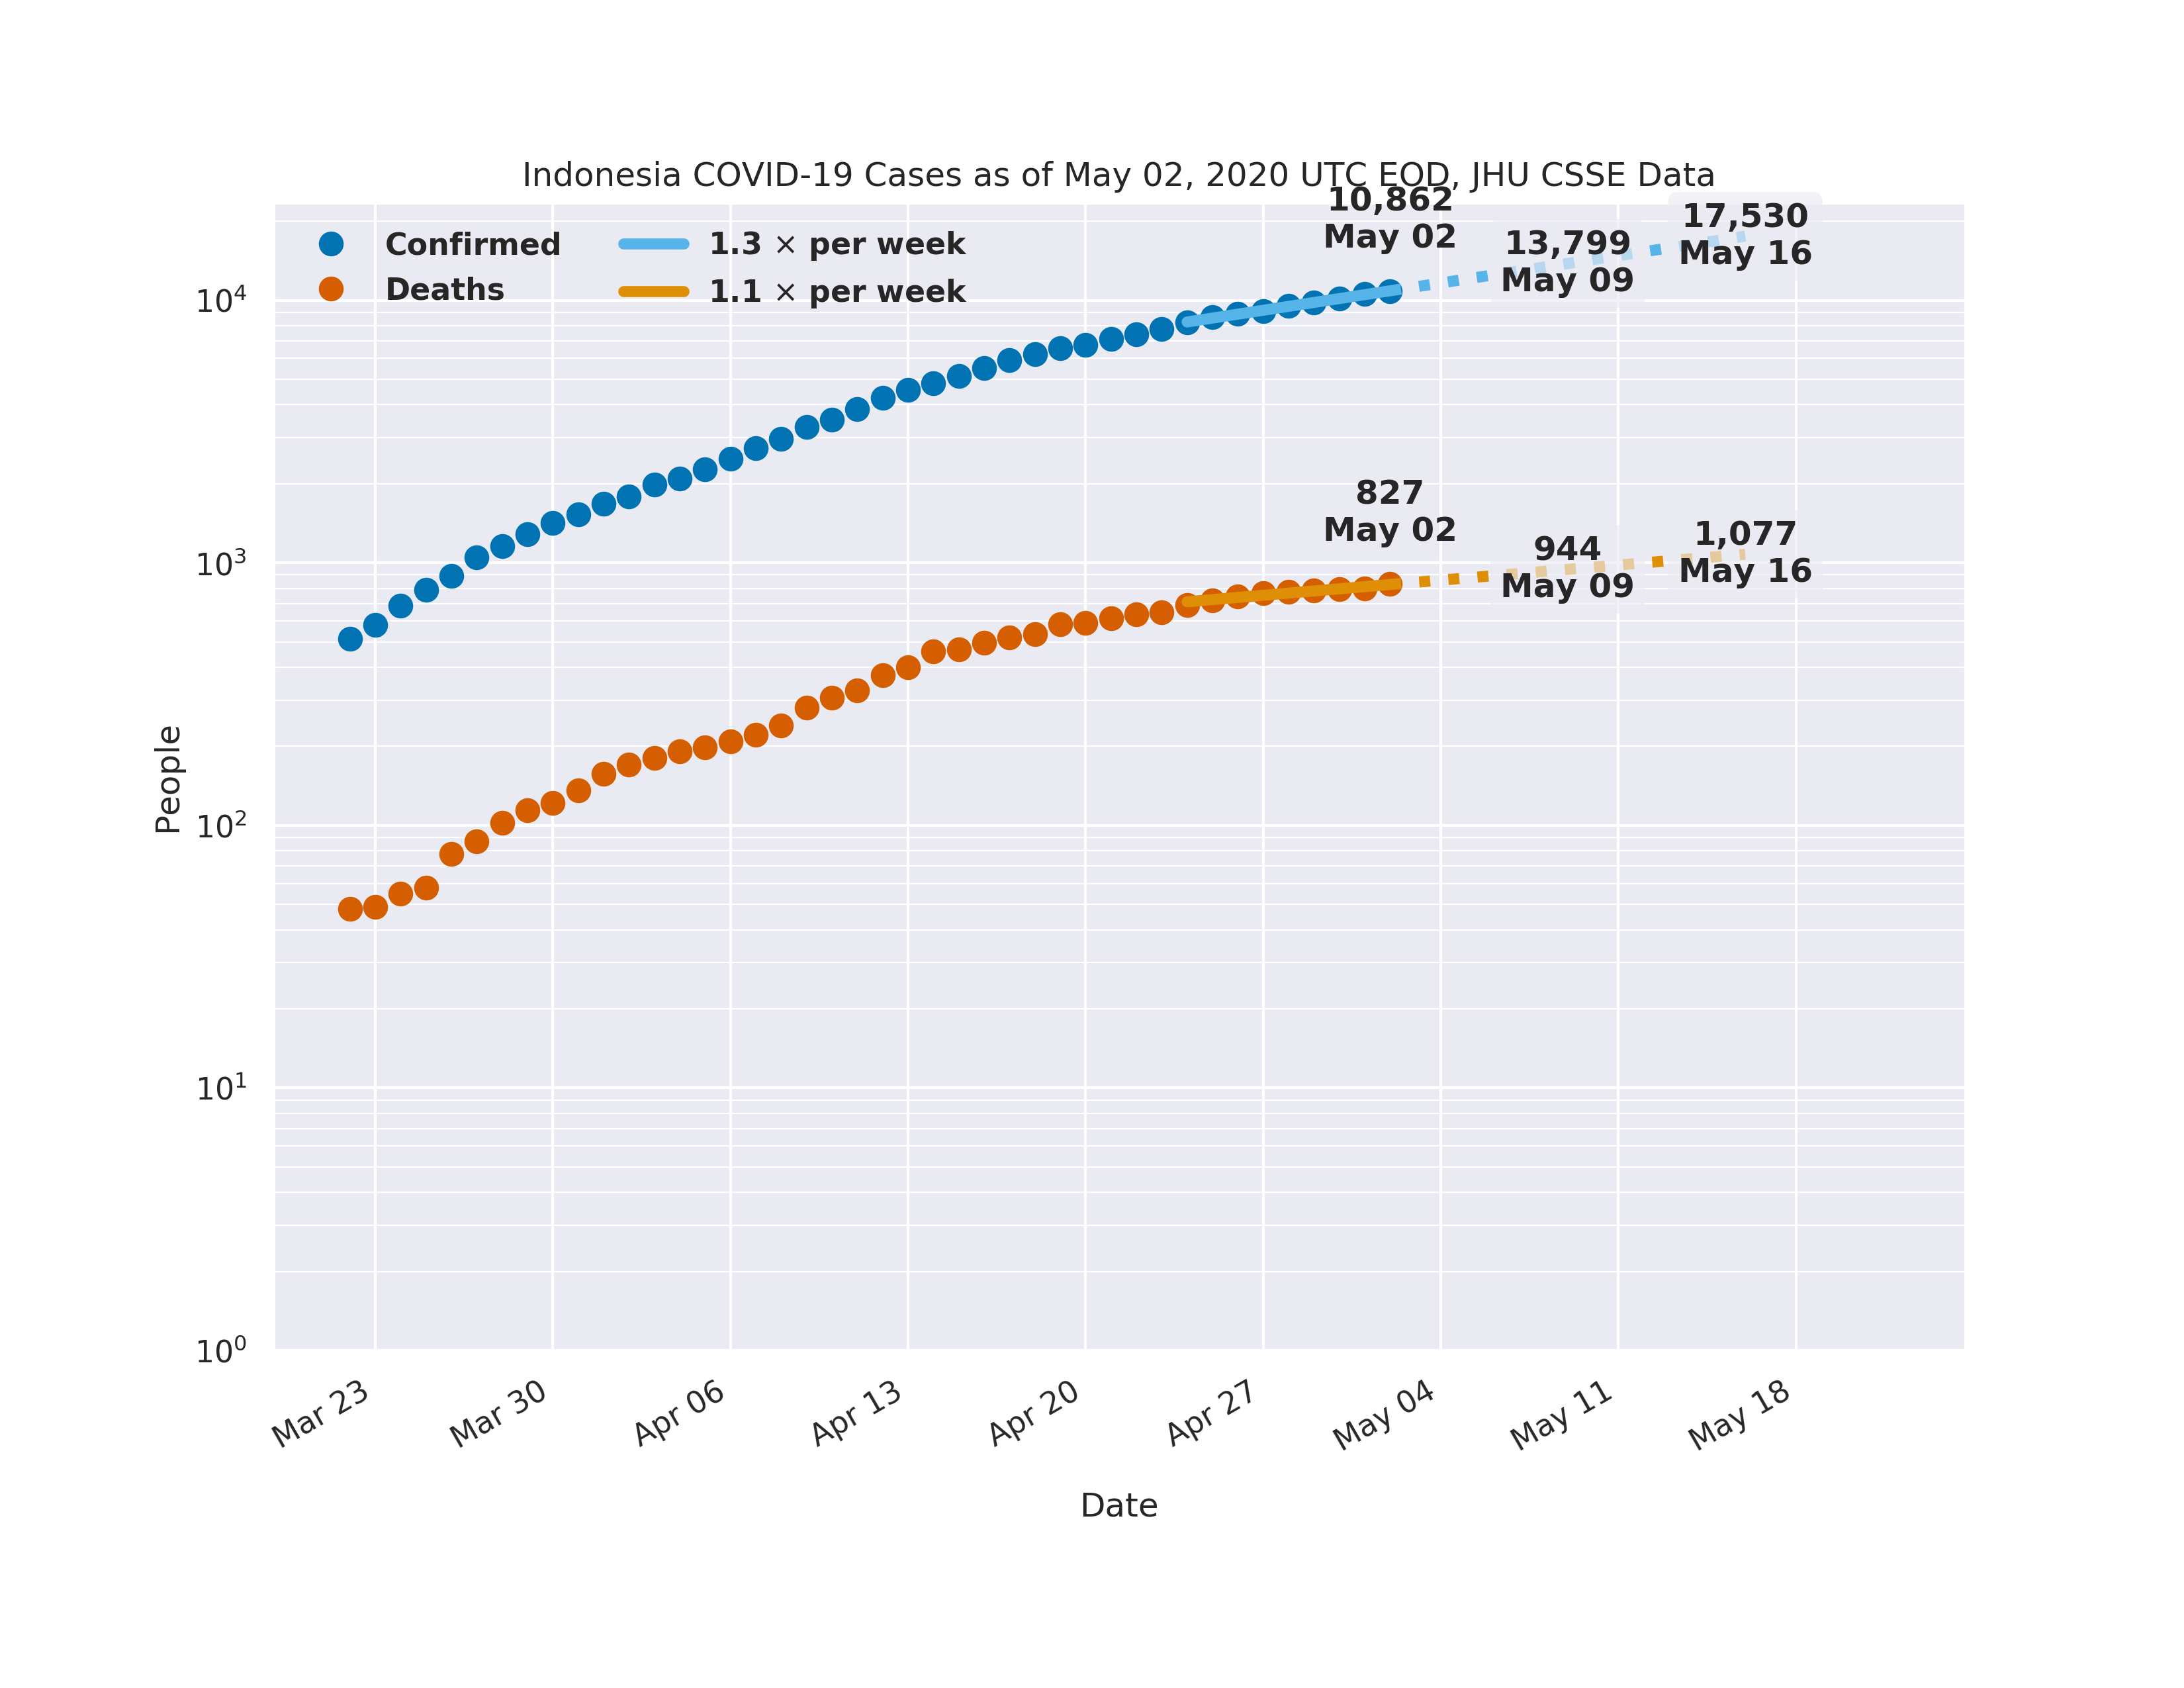 Indonesia COVID-19 Cases as of May 02, 2020 UTC EOD, JHU CSSE Data
Confirmed
Deaths
1.3 × per week
1.1 × per week
10,862
May 02
13,799
May 09
17,530
May 16
827
May 02
944
May 09
1,077
May 16
People
10⁴
10³
10²
10¹
10⁰
Mar 23
Mar 30
Apr 06
Apr 13
Apr 20
Apr 27
May 04
May 11
May 18
Date